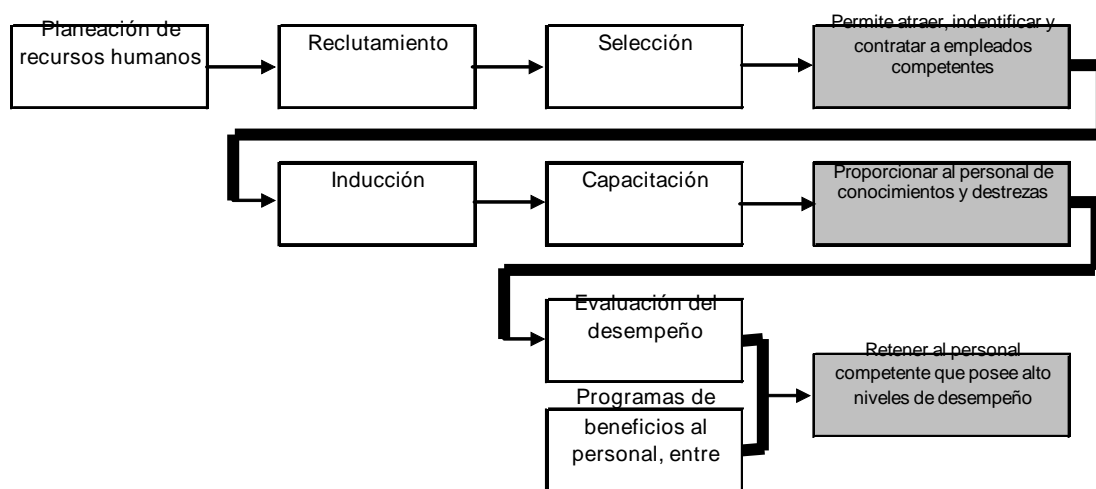 Planeación de
recursos humanos
Reclutamiento
Selección
Permite atraer, indentificar y
contratar a empleados
competentes
Inducción
Capacitación
Proporcionar al personal de
conocimientos y destrezas
Evaluación del
desempeño
Programas de
beneficios al
personal, entre
Retener al personal
competente que posee alto
niveles de desempeño